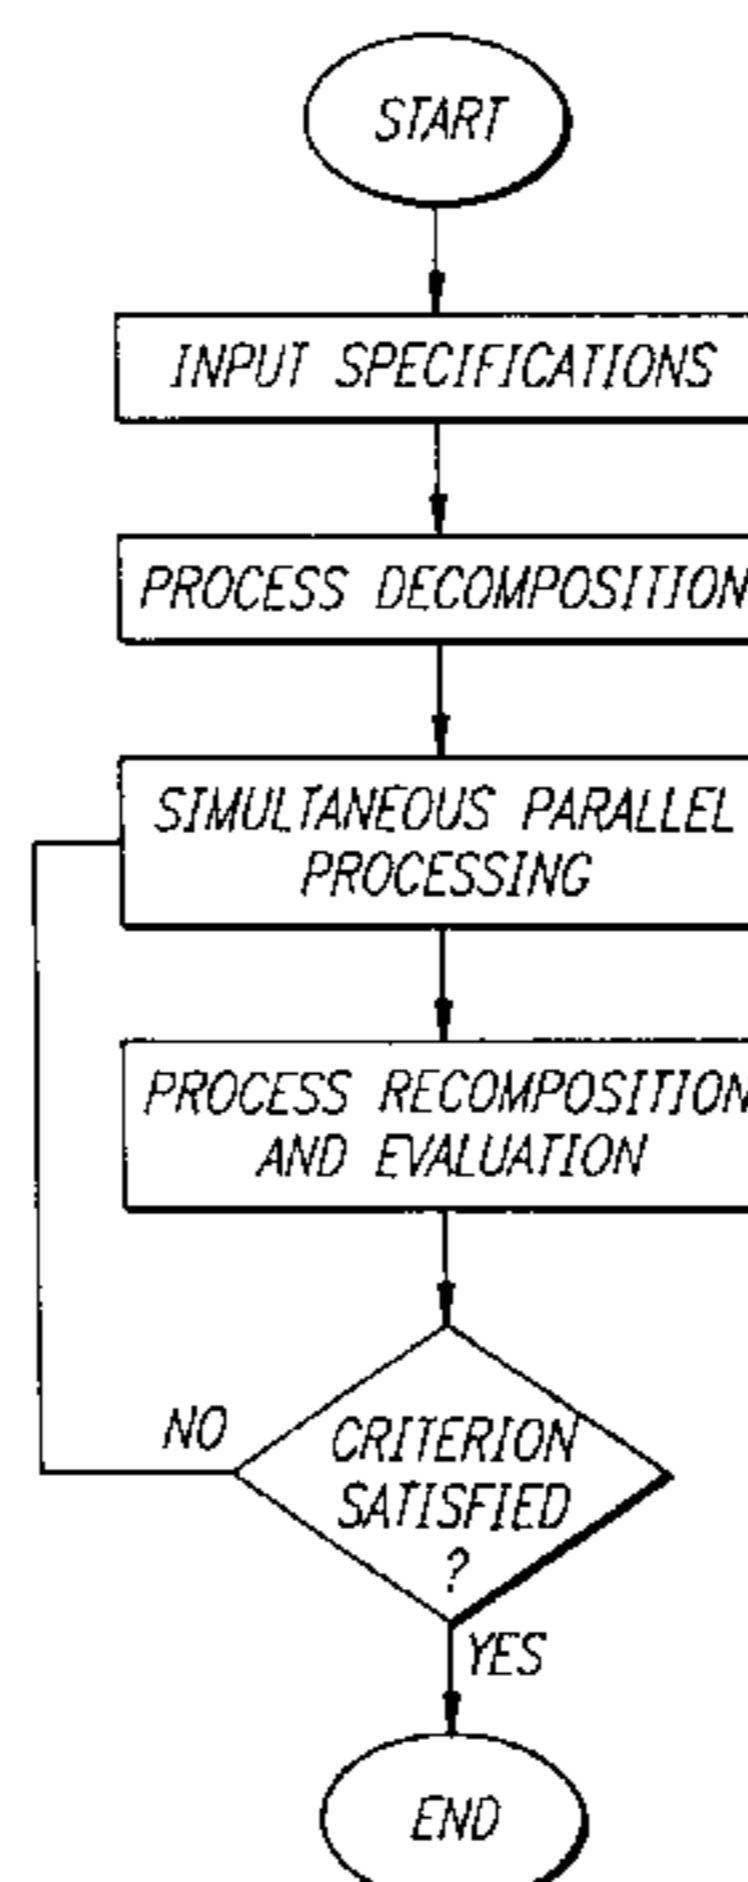 START
INPUT SPECIFICATIONS
PROCESS DECOMPOSITION
SIMULTANEOUS PARALLEL
PROCESSING
PROCESS RECOMPOSITION
AND EVALUATION
NO
CRITERION
SATISFIED
?
YES
END